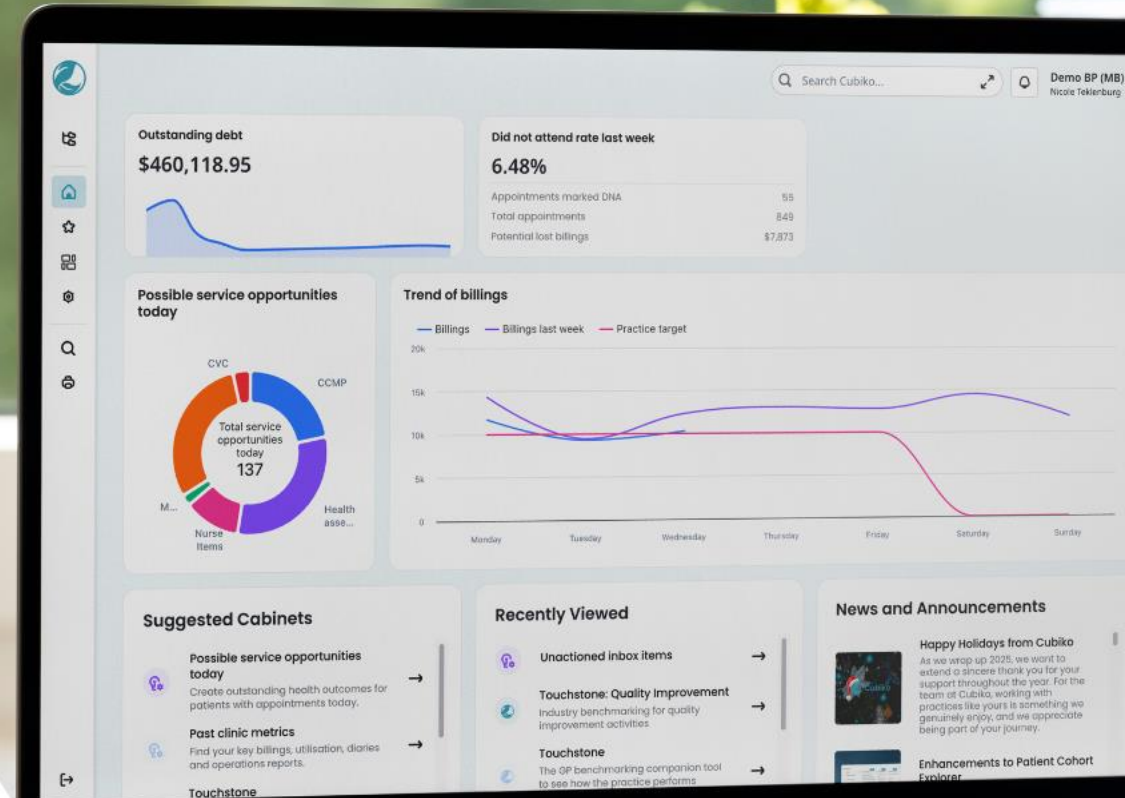 Search Cubiko...
Demo BP (MB)
Nicole Teklenburg
Outstanding debt
$460,118.95
Did not attend rate last week
6.48%
Appointments marked DNA 55
Total appointments 849
Potential lost billings $7,873
Possible service opportunities
today
CVC
CCMP
Total service
opportunities
today
137
M...
Nurse
Items
Health
asse...
Trend of billings
Billings Billings last week Practice target
20k
15k
10k
5k
0
Monday Tuesday Wednesday Thursday Friday Saturday Sunday
Suggested Cabinets
Possible service opportunities
today
Create outstanding health outcomes for
patients with appointments today.
Past clinic metrics
Find your key billings, utilisation, diaries
and operations reports.
Touchstone
Recently Viewed
Unactioned inbox items
Touchstone: Quality Improvement
Industry benchmarking for quality
improvement activities
Touchstone
The GP benchmarking companion tool
to see how the practice performs
News and Announcements
Cubiko
Happy Holidays from Cubiko
As we wrap up 2025, we want to
extend a sincere thank you for your
support throughout the year. For the
team at Cubiko, working with
practices like yours is something we
genuinely enjoy, and we appreciate
being part of your journey.
Enhancements to Patient Cohort
Explorer